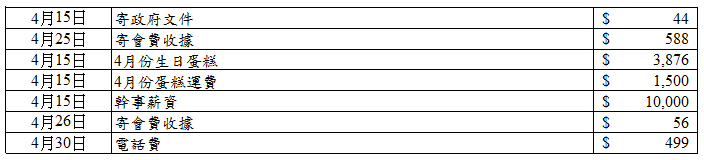 4月15日 寄政府文件 $ 44
4月25日 寄會費收據 $ 588
4月15日 4月份生日蛋糕 $ 3,876
4月15日 4月份蛋糕運費 $ 1,500
4月15日 幹事薪資 $ 10,000
4月26日 寄會費收據 $ 56
4月30日 電話費 $ 499